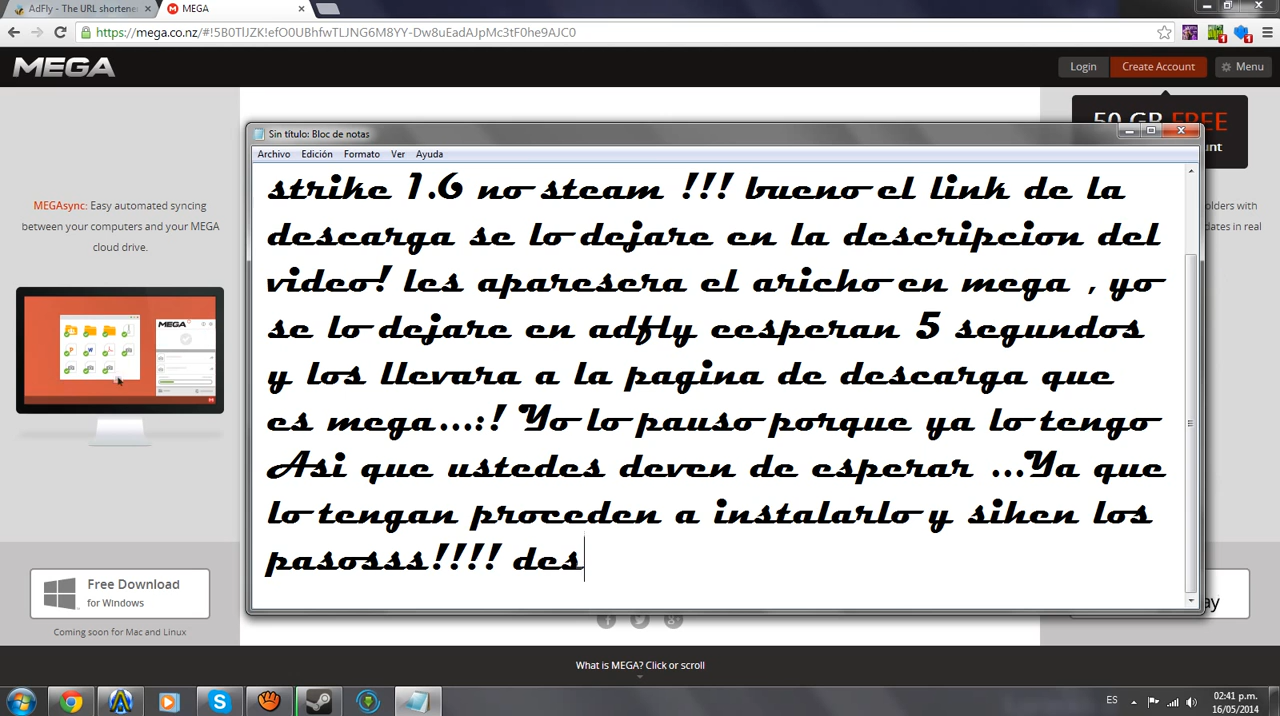 AdFly - The URL shortener
MEGA
https://mega.co.nz/#!
MEGA
Login
Create Account
Menu
50 GB FREE
MEGAsync: Easy automated syncing
between your computers and your MEGA
cloud drive.
Sin título: Bloc de notas
Archivo Edición Formato Ver Ayuda
strike 1.6 no steam !!! bueno el link de la
descarga se lo dejare en la descripcion del
video! les aparesera el aricho en mega , yo
se lo dejare en adfly eesperan 5 segundos
y los llevara a la pagina de descarga que
es mega...:! Yo lo pauso porque ya lo tengo
Asi que ustedes deven de esperar ...Ya que
lo tengan proceden a instalarlo y sihen los
pasosss!!!! des
MEGA
Free Download
for Windows
Coming soon for Mac and Linux
What is MEGA? Click or scroll
ES
02:41 p.m.
16/05/2014